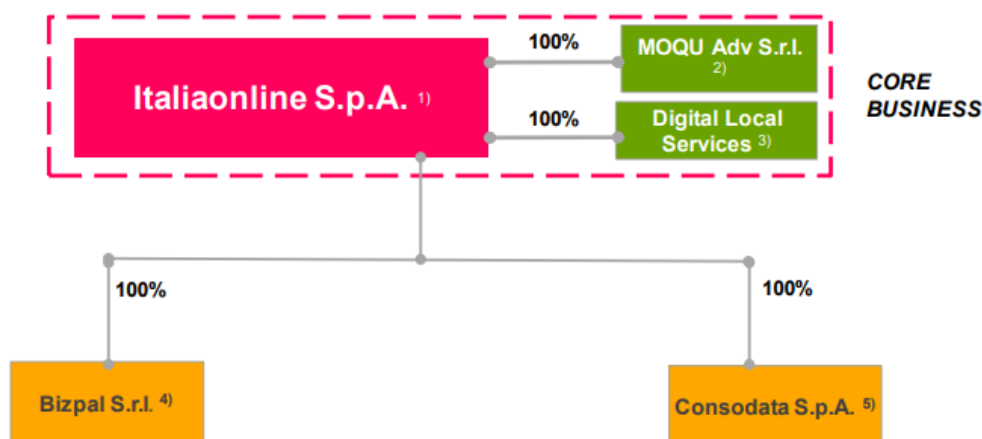 100%
MOQU Adv S.r.l.
2)
Italiaonline S.p.A. 1)
CORE
BUSINESS
100%
Digital Local
Services 3)
100%
100%
Bizpal S.r.l. 4)
Consodata S.p.A. 5)